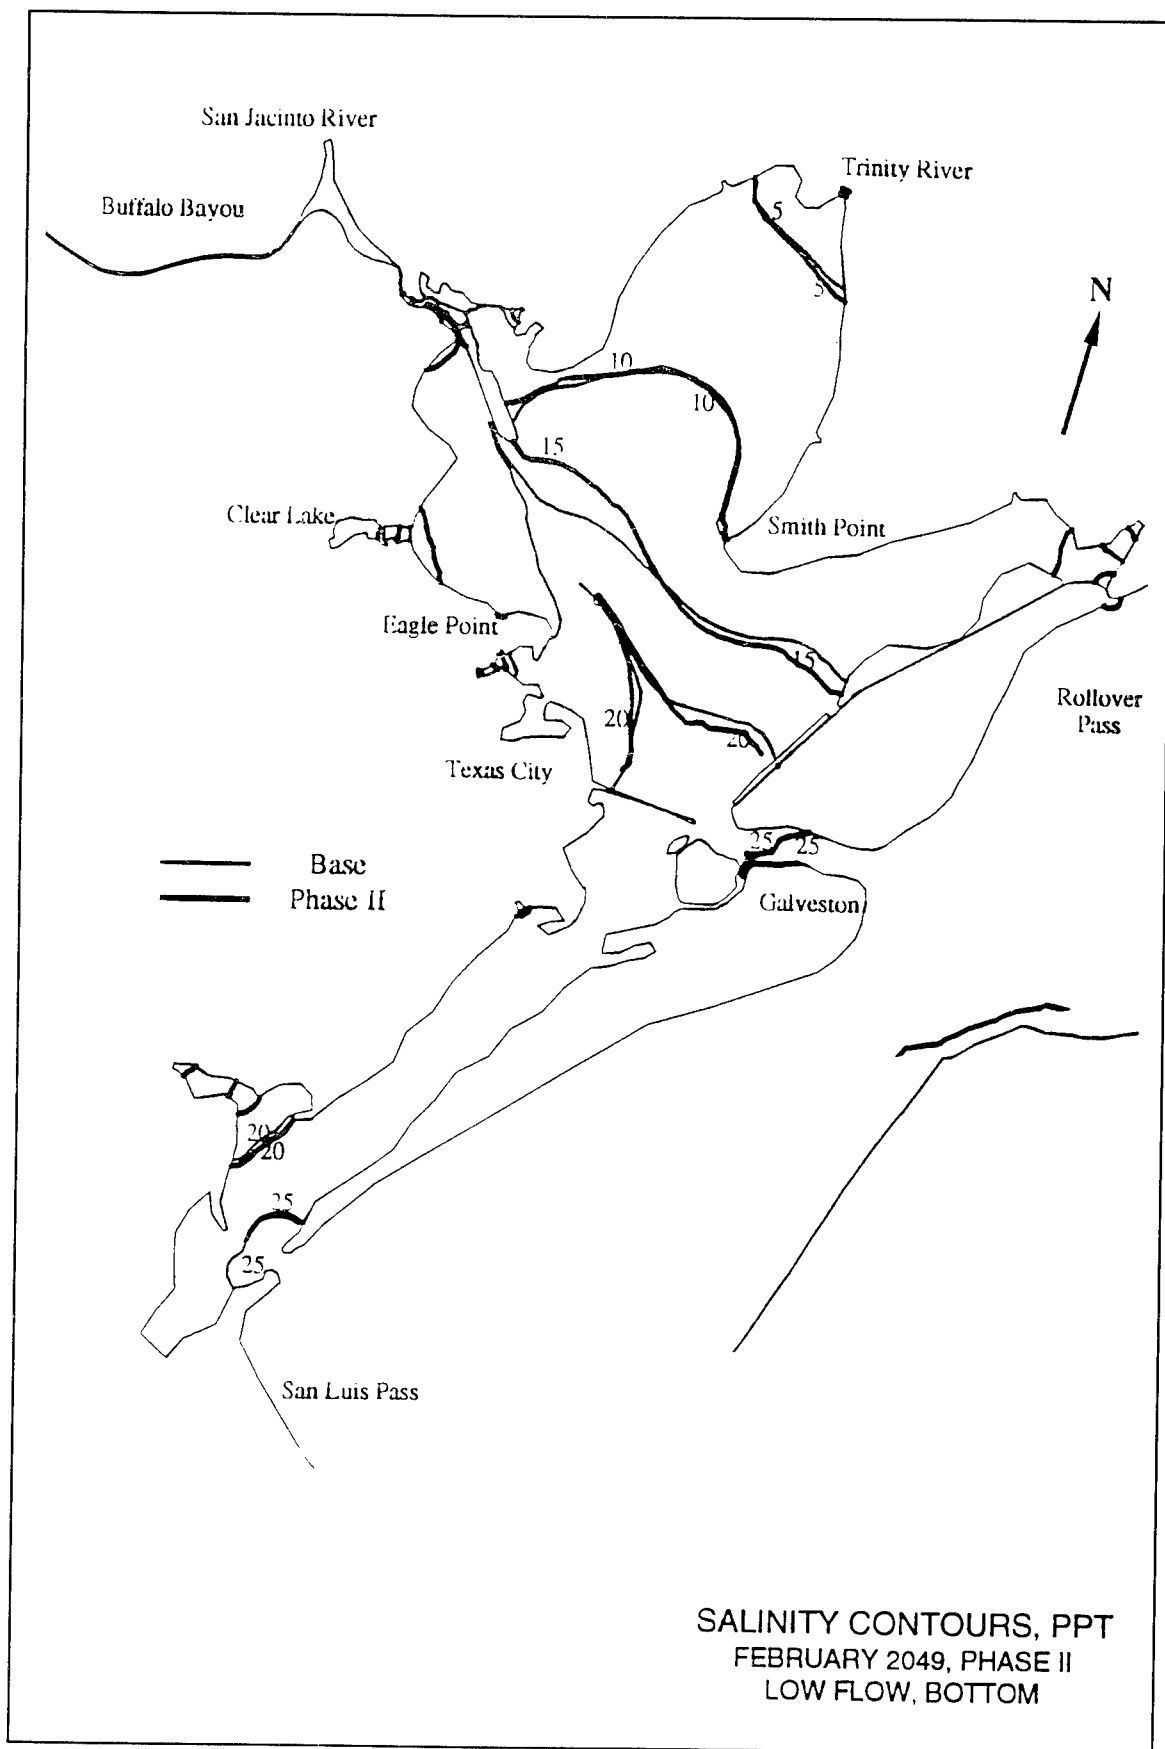 San Jacinto River
Trinity River
Buffalo Bayou
5
5
N
10
10
15
Clear Lake
Smith Point
Eagle Point
15
Rollover
Pass
20
20
Texas City
25
25
Base
Phase II
Galveston
20
20
25
25
San Luis Pass
SALINITY CONTOURS, PPT
FEBRUARY 2049, PHASE II
LOW FLOW, BOTTOM